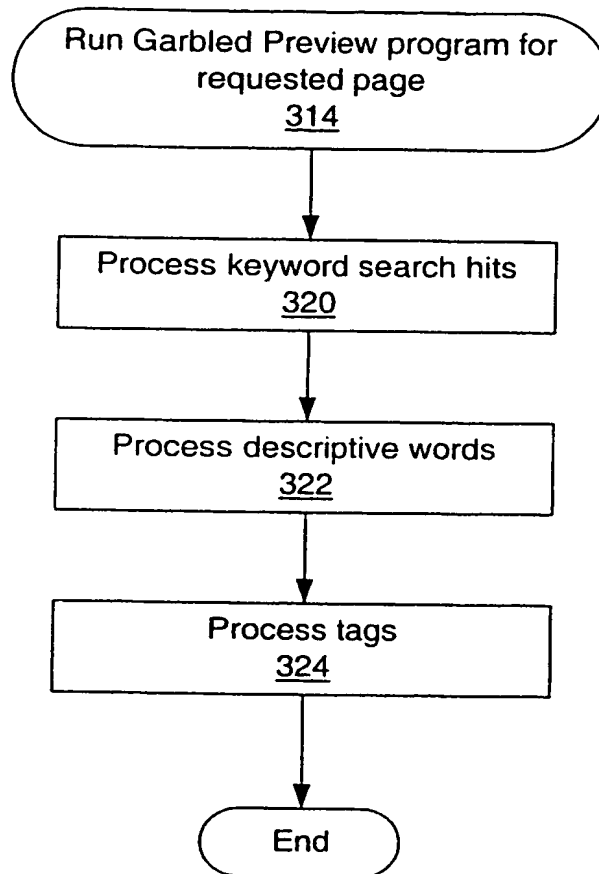 Run Garbled Preview program for
requested page
314
Process keyword search hits
320
Process descriptive words
322
Process tags
324
End